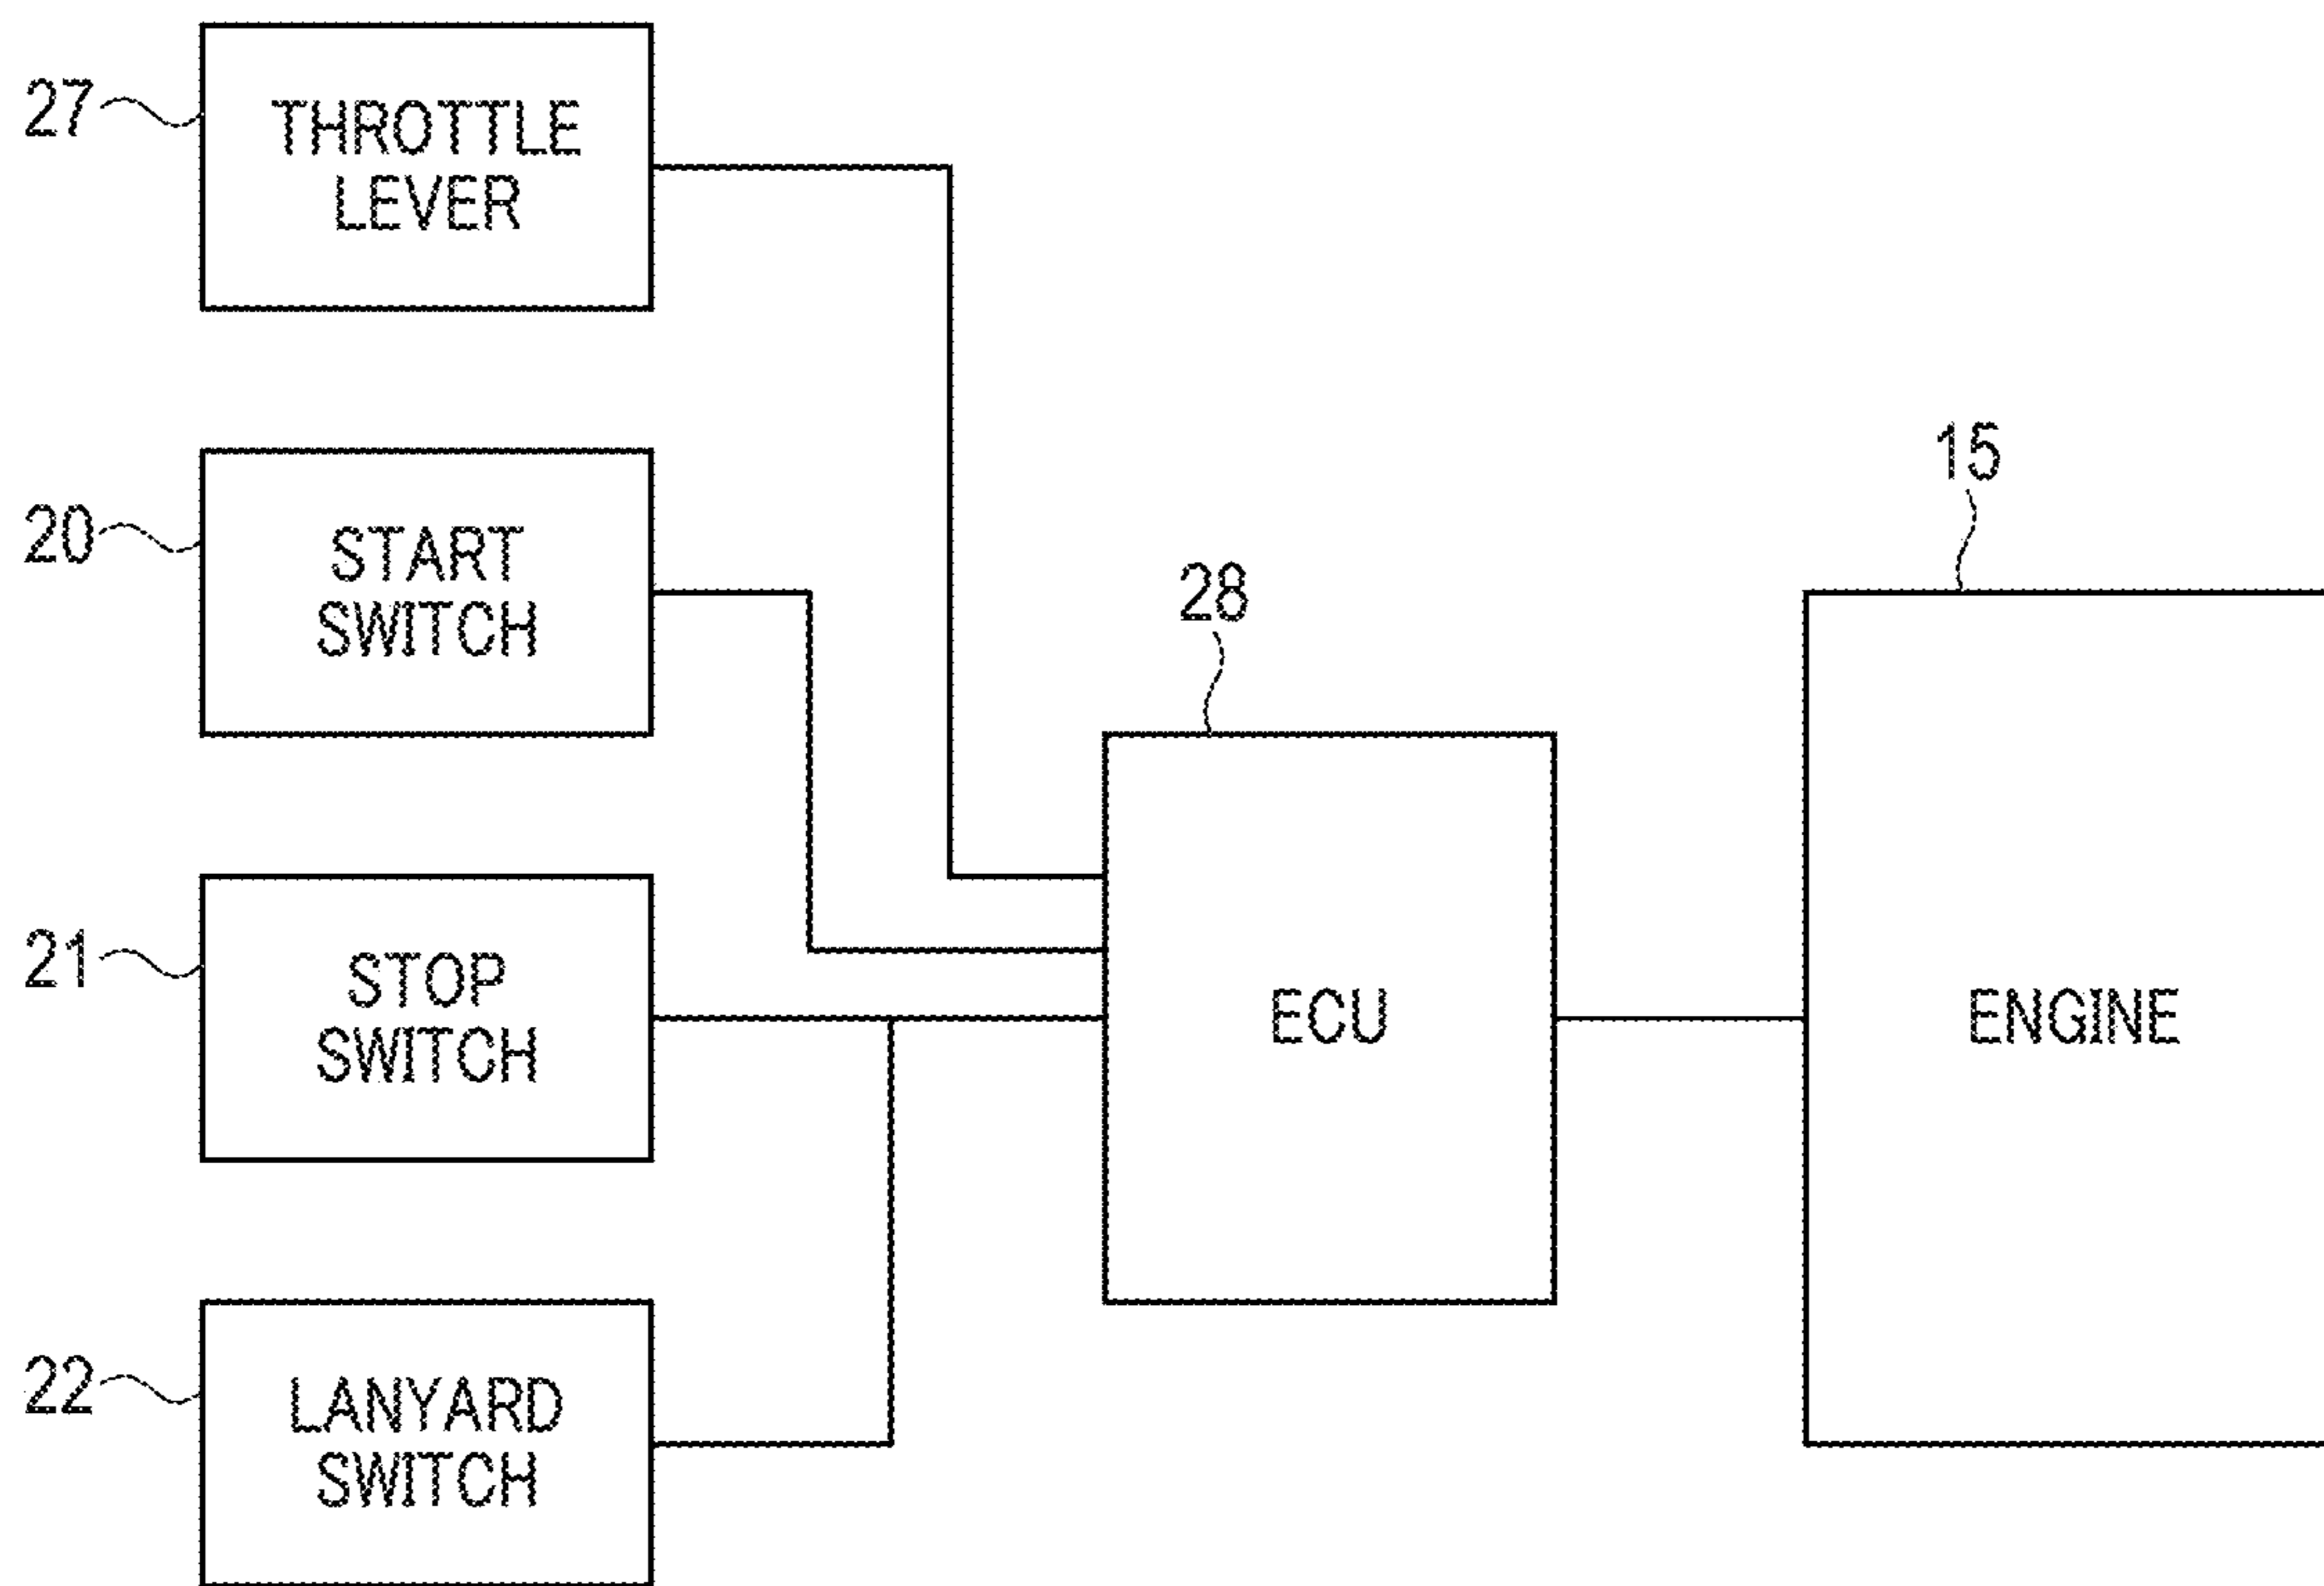 27
THROTTLE
LEVER
20
START
SWITCH
15
28
21
STOP
SWITCH
ECU
ENGINE
22
LANYARD
SWITCH